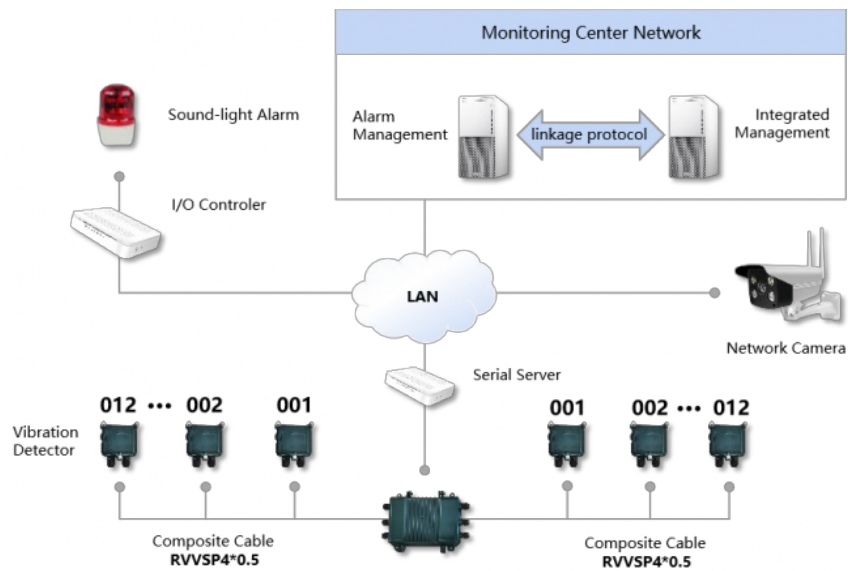 Monitoring Center Network
Sound-light Alarm
Alarm
Management
linkage protocol
Integrated
Management
I/O Controler
LAN
Network Camera
Serial Server
012 ••• 002 001
001 002 ••• 012
Vibration
Detector
Composite Cable
RVVSP4*0.5
Composite Cable
RVVSP4*0.5